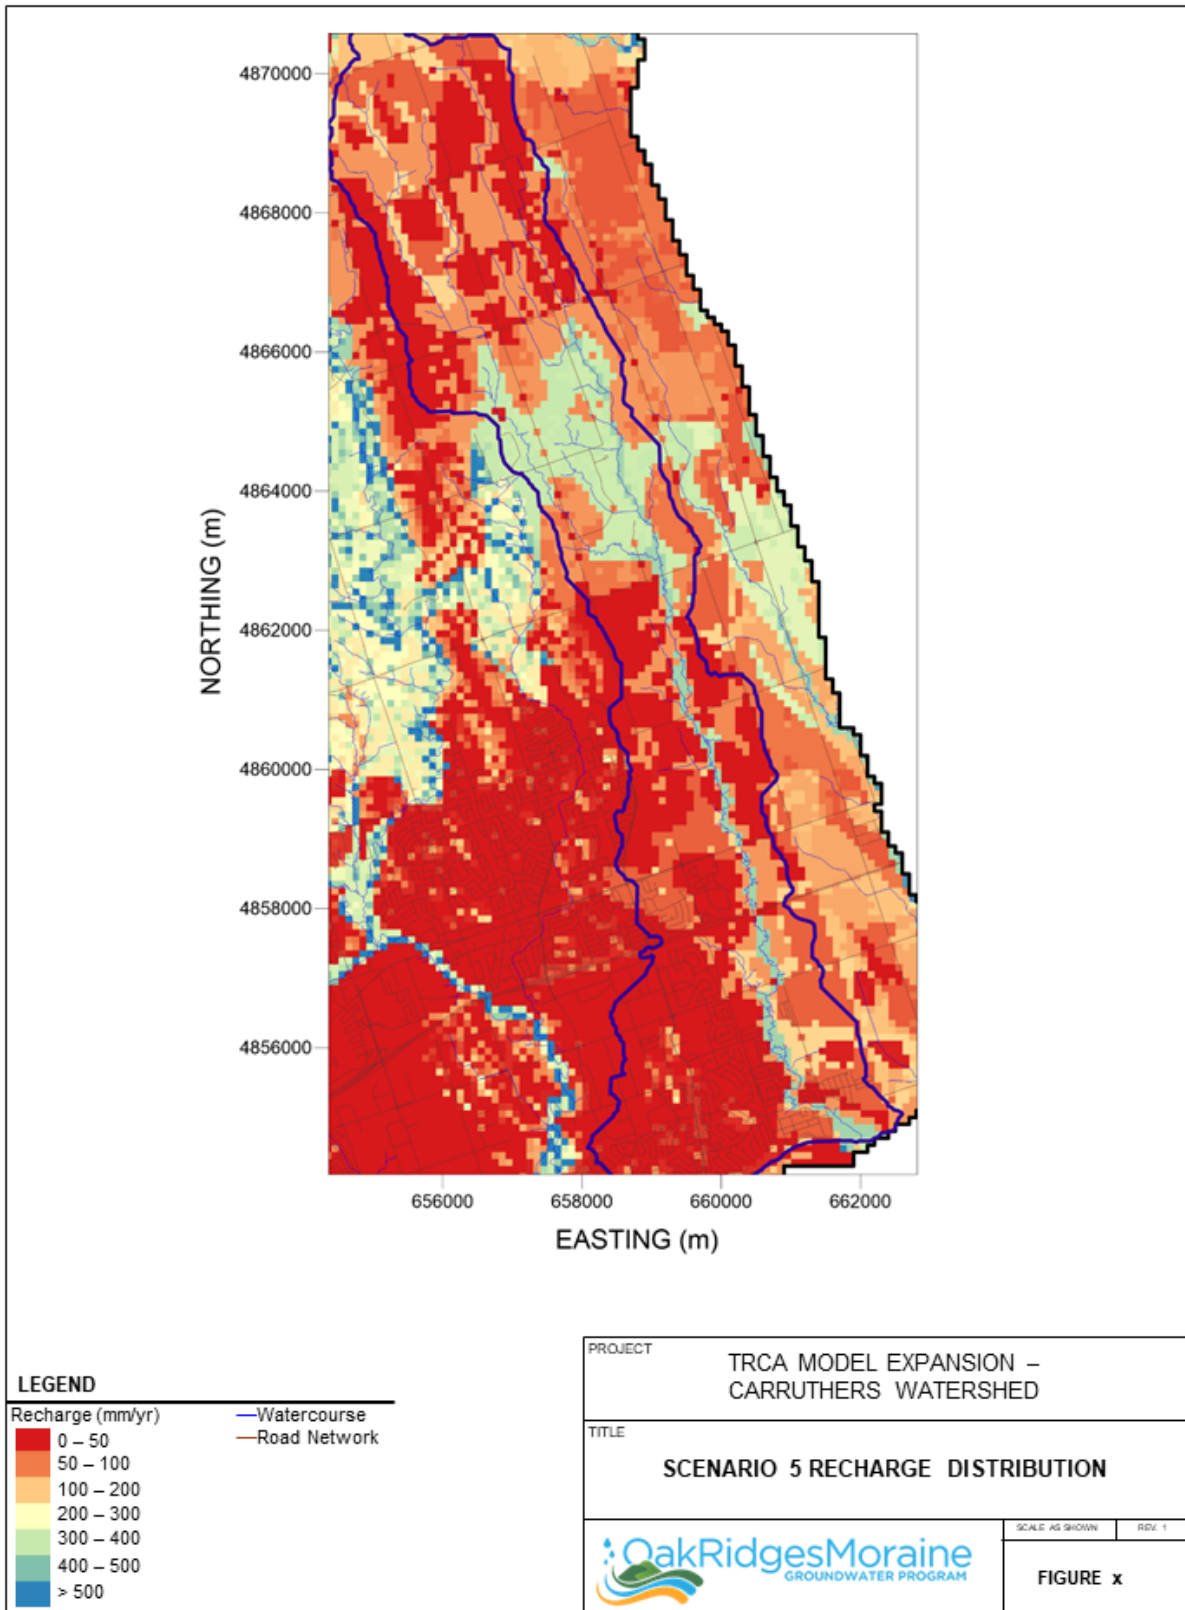 4870000
4868000
4866000
4864000
4862000
4860000
4858000
4856000
NORTHING (m)
656000
658000
660000
662000
EASTING (m)
LEGEND
Recharge (mm/yr)
0 – 50
50 – 100
100 – 200
200 – 300
300 – 400
400 – 500
> 500
Watercourse
Road Network
PROJECT
TRCA MODEL EXPANSION –
CARRUTHERS WATERSHED
TITLE
SCENARIO 5 RECHARGE DISTRIBUTION
OakRidgesMoraine
GROUNDWATER PROGRAM
SCALE AS SHOWN
REV. 1
FIGURE x